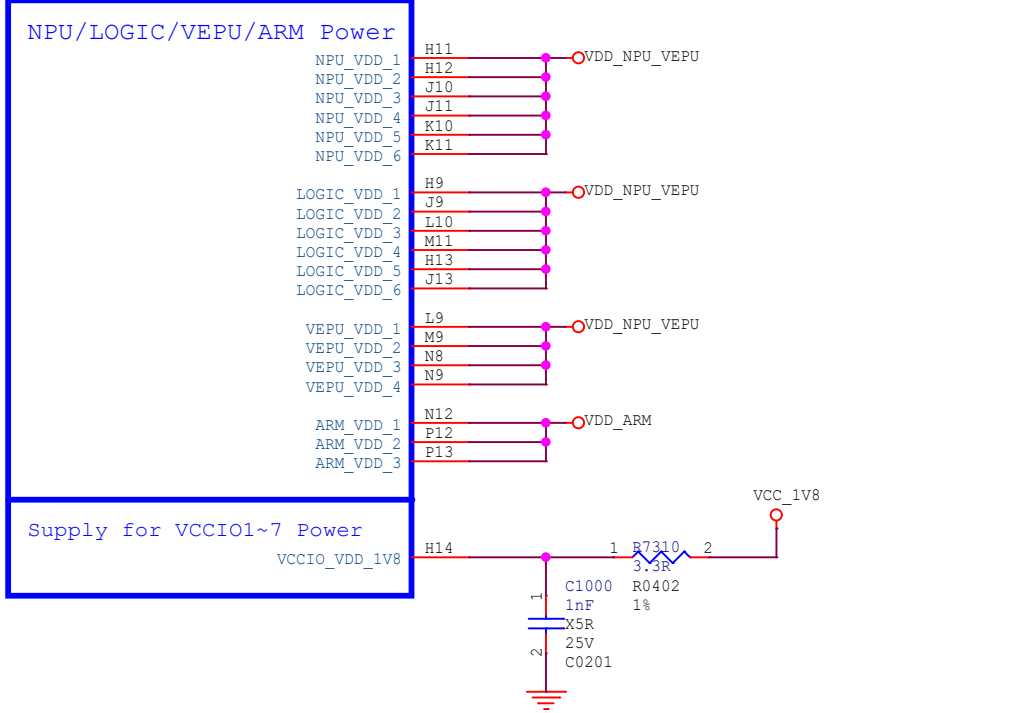 NPU/LOGIC/VEPU/ARM Power
NPU_VDD_1 H11 VDD_NPU_VEPU
NPU_VDD_2 H12
NPU_VDD_3 J10
NPU_VDD_4 J11
NPU_VDD_5 K10
NPU_VDD_6 K11
LOGIC_VDD_1 H9 VDD_NPU_VEPU
LOGIC_VDD_2 J9
LOGIC_VDD_3 L10
LOGIC_VDD_4 M11
LOGIC_VDD_5 H13
LOGIC_VDD_6 J13
VEPU_VDD_1 L9 VDD_NPU_VEPU
VEPU_VDD_2 M9
VEPU_VDD_3 N8
VEPU_VDD_4 N9
ARM_VDD_1 N12 VDD_ARM
ARM_VDD_2 P12
ARM_VDD_3 P13
VCC_1V8
Supply for VCCIO1~7 Power
VCCIO_VDD_1V8 H14 1 R7310 2
3.3R
R0402
1%
1 C1000
1nF
X5R
25V
2 C0201